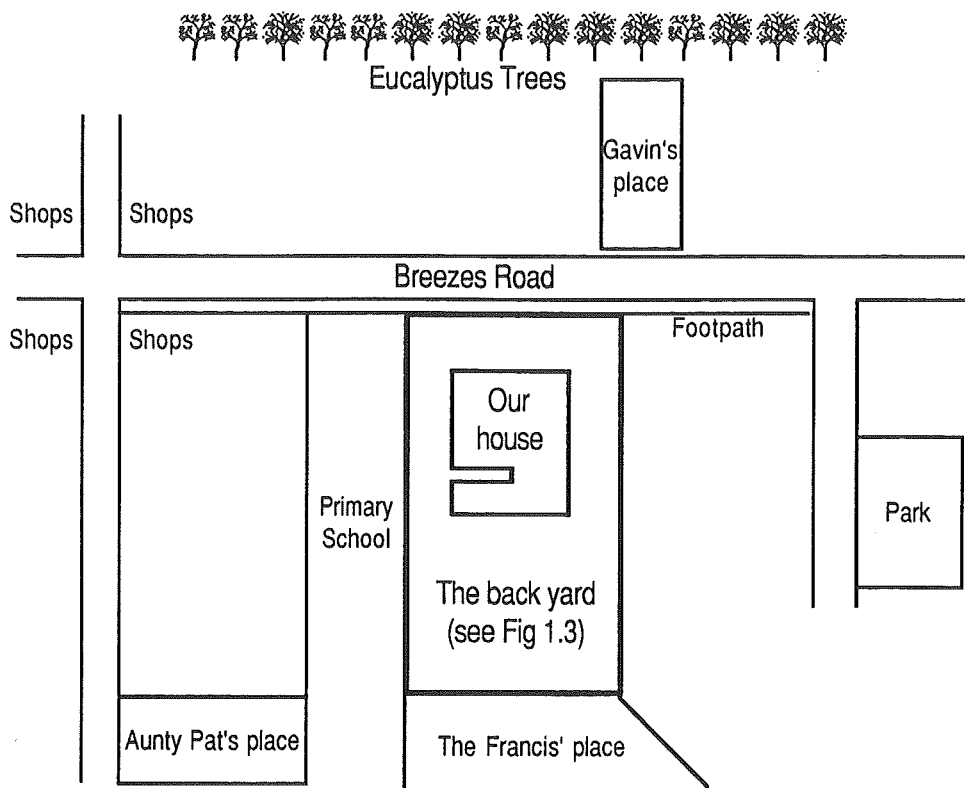 Eucalyptus Trees
Gavin's
place
Shops
Shops
Breezes Road
Shops
Shops
Footpath
Our
house
Primary
School
Park
The back yard
(see Fig 1.3)
Aunty Pat's place
The Francis' place